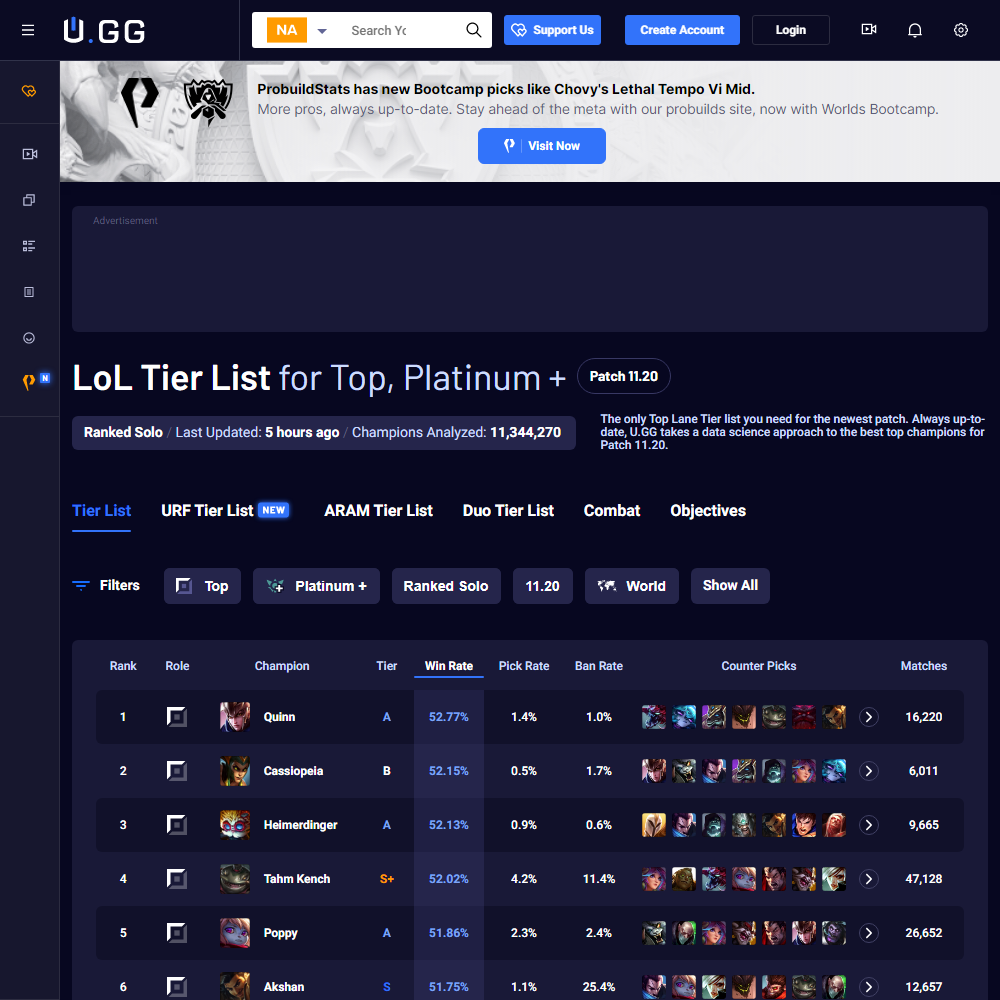 U.GG
NA
Search Yo
Support Us
Create Account
Login
ProbuildStats has new Bootcamp picks like Chovy's Lethal Tempo Vi Mid.
More pros, always up-to-date. Stay ahead of the meta with our probuilds site, now with Worlds Bootcamp.
Visit Now
N
Advertisement
LoL Tier List for Top, Platinum +
Patch 11.20
Ranked Solo / Last Updated: 5 hours ago / Champions Analyzed: 11,344,270
The only Top Lane Tier list you need for the newest patch. Always up-to-
date, U.GG takes a data science approach to the best top champions for
Patch 11.20.
Tier List
URF Tier List NEW
ARAM Tier List
Duo Tier List
Combat
Objectives
Filters
Top
Platinum +
Ranked Solo
11.20
World
Show All
Rank Role Champion Tier Win Rate Pick Rate Ban Rate Counter Picks Matches
1 Quinn A 52.77% 1.4% 1.0% 16,220
2 Cassiopeia B 52.15% 0.5% 1.7% 6,011
3 Heimerdinger A 52.13% 0.9% 0.6% 9,665
4 Tahm Kench S+ 52.02% 4.2% 11.4% 47,128
5 Poppy A 51.86% 2.3% 2.4% 26,652
6 Akshan S 51.75% 1.1% 25.4% 12,657